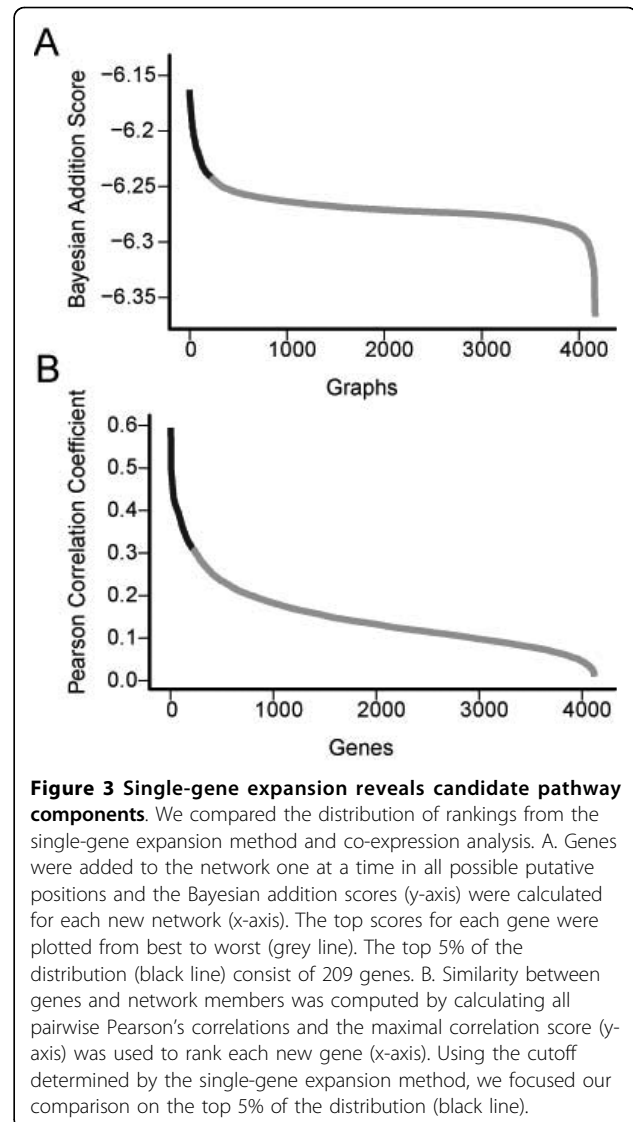 A
Bayesian Addition Score
−6.15
−6.2
−6.25
−6.3
−6.35
0 1000 2000 3000 4000
Graphs
B
Pearson Correlation Coefficient
0.6
0.5
0.4
0.3
0.2
0.1
0.0
0 1000 2000 3000 4000
Genes
Figure 3 Single-gene expansion reveals candidate pathway
components. We compared the distribution of rankings from the
single-gene expansion method and co-expression analysis. A. Genes
were added to the network one at a time in all possible putative
positions and the Bayesian addition scores (y-axis) were calculated
for each new network (x-axis). The top scores for each gene were
plotted from best to worst (grey line). The top 5% of the
distribution (black line) consist of 209 genes. B. Similarity between
genes and network members was computed by calculating all
pairwise Pearson's correlations and the maximal correlation score (y-
axis) was used to rank each new gene (x-axis). Using the cutoff
determined by the single-gene expansion method, we focused our
comparison on the top 5% of the distribution (black line).